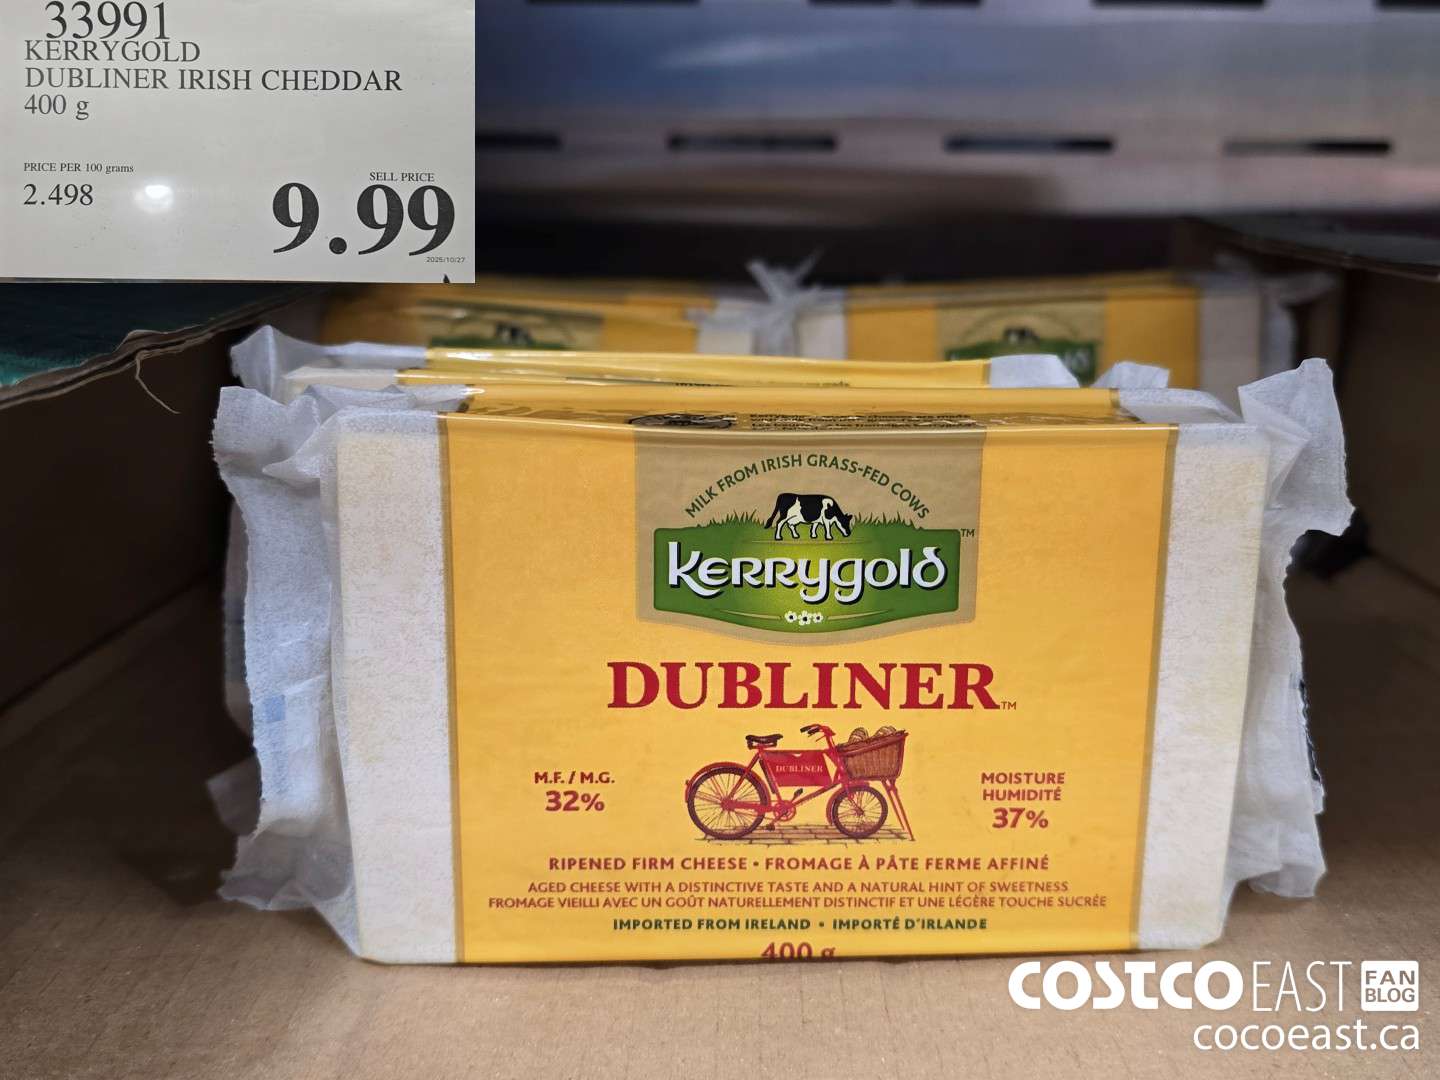 33991
KERRYGOLD
DUBLINER IRISH CHEDDAR
400 g
PRICE PER 100 grams
2.498
SELL PRICE
9.99
2025/10/27
MILK FROM IRISH GRASS-FED COWS
Kerrygold™
DUBLINER™
DUBLINER
M.F. / M.G.
32%
MOISTURE
HUMIDITÉ
37%
RIPENED FIRM CHEESE • FROMAGE À PÂTE FERME AFFINÉ
AGED CHEESE WITH A DISTINCTIVE TASTE AND A NATURAL HINT OF SWEETNESS
FROMAGE VIEILLI AVEC UN GOÛT NATURELLEMENT DISTINCTIF ET UNE LÉGÈRE TOUCHE SUCRÉE
IMPORTED FROM IRELAND • IMPORTÉ D'IRLANDE
400 g
COSTCO EAST FAN BLOG
cocoeast.ca